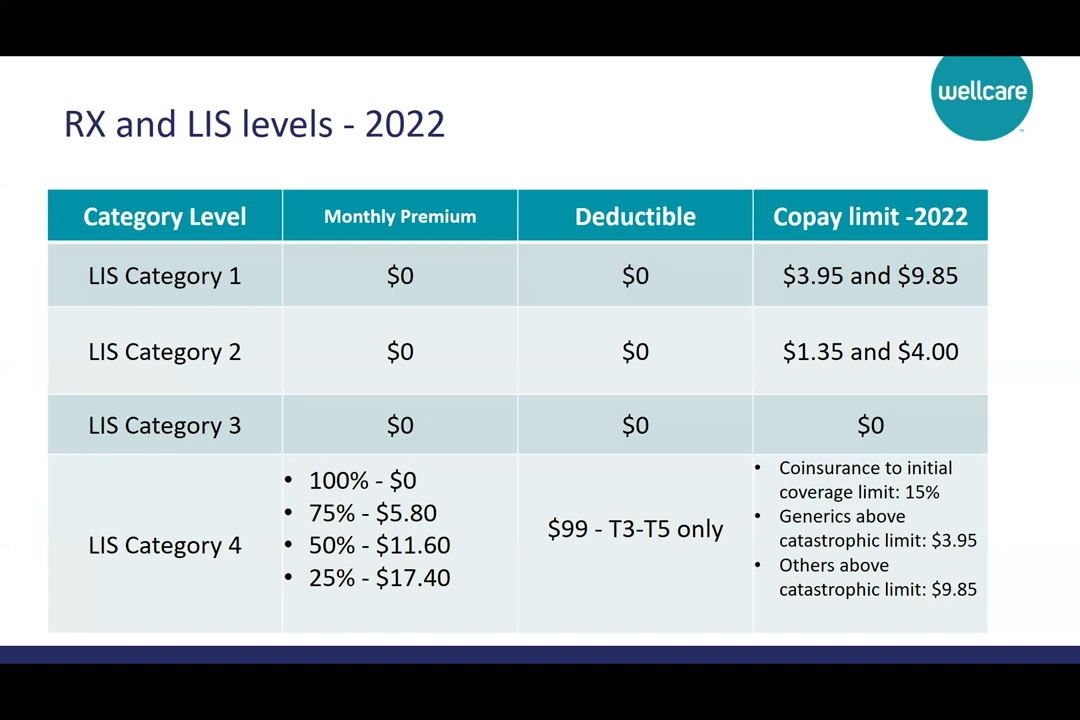 wellcare
RX and LIS levels - 2022
Category Level Monthly Premium Deductible Copay limit -2022
LIS Category 1 $0 $0 $3.95 and $9.85
LIS Category 2 $0 $0 $1.35 and $4.00
LIS Category 3 $0 $0 $0
LIS Category 4
• 100% - $0
• 75% - $5.80
• 50% - $11.60
• 25% - $17.40
$99 - T3-T5 only
• Coinsurance to initial
coverage limit: 15%
• Generics above
catastrophic limit: $3.95
• Others above
catastrophic limit: $9.85